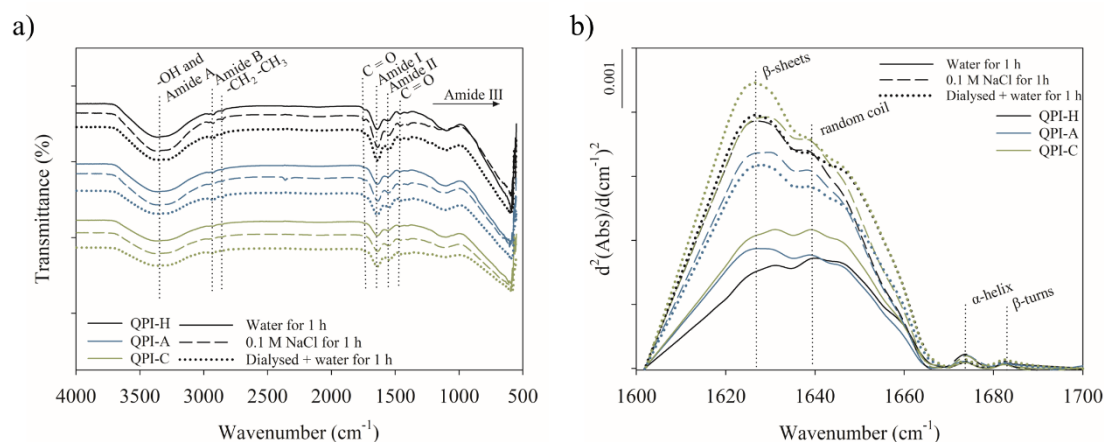 a)
-OH and
Amide A
Amide B
-CH2 -CH3
C = O
Amide I
Amide II
C = O
Amide III
Transmittance (%)
QPI-H
QPI-A
QPI-C
Water for 1 h
0.1 M NaCl for 1h
Dialysed + water for 1 h
4000 3500 3000 2500 2000 1500 1000 500
Wavenumber (cm-1)
b)
0.001
β-sheets
random coil
Water for 1 h
0.1 M NaCl for 1h
Dialysed + water for 1 h
QPI-H
QPI-A
QPI-C
α-helix
β-turns
d2(Abs)/d(cm-1)2
1600 1620 1640 1660 1680 1700
Wavenumber (cm-1)